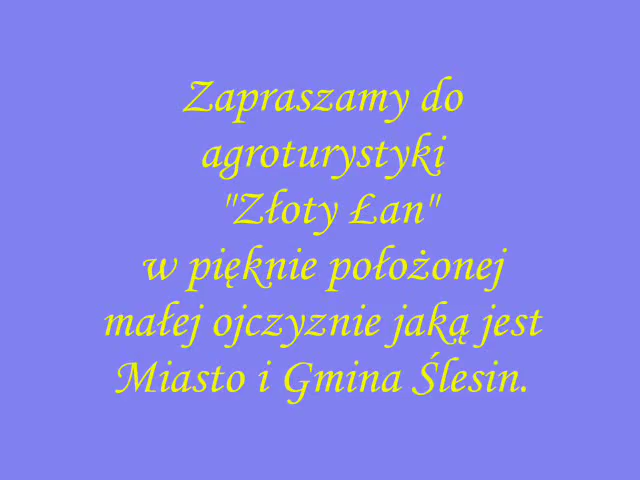 Zapraszamy do
agroturystyki
"Złoty Łan"
w pięknie położonej
małej ojczyznie jaką jest
Miasto i Gmina Ślesin.